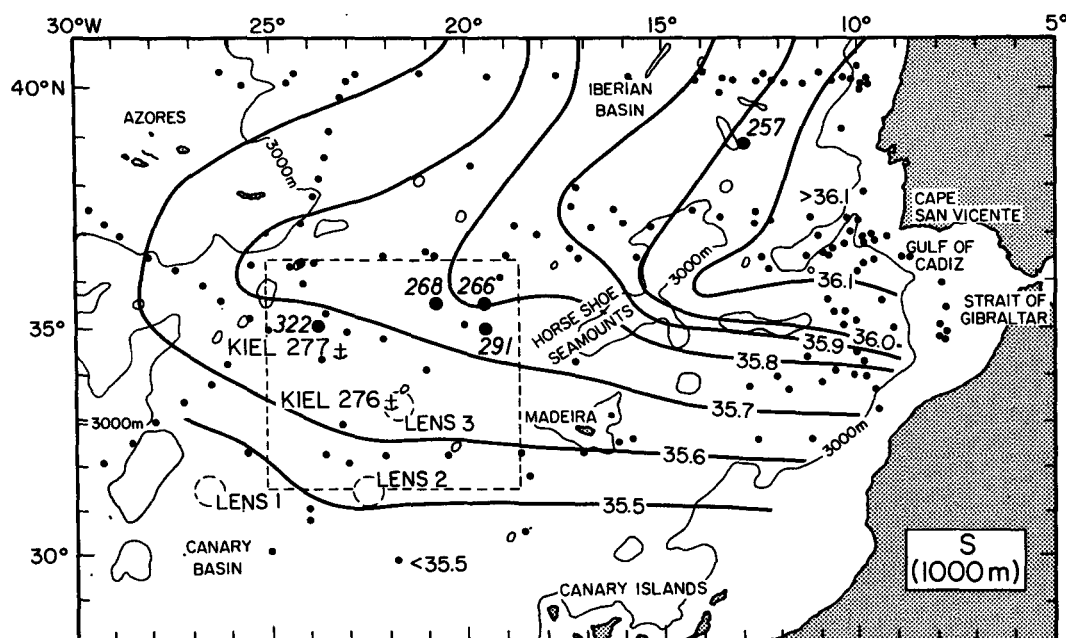 30°W 25° 20° 15° 10° 5°
40°N
IBERIAN
BASIN
257
AZORES
3000m
>36.1
CAPE
SAN VICENTE
GULF OF
CADIZ
3000m
36.1
268 266
STRAIT OF
GIBRALTAR
HORSE SHOE
SEAMOUNTS
35°
322
291
36.0
35.9
KIEL 277
35.8
KIEL 276
LENS 3
MADEIRA
35.7
3000m
3000m
35.6
LENS 1
LENS 2
35.5
30°
CANARY
BASIN
<35.5
S
(1000m)
CANARY ISLANDS